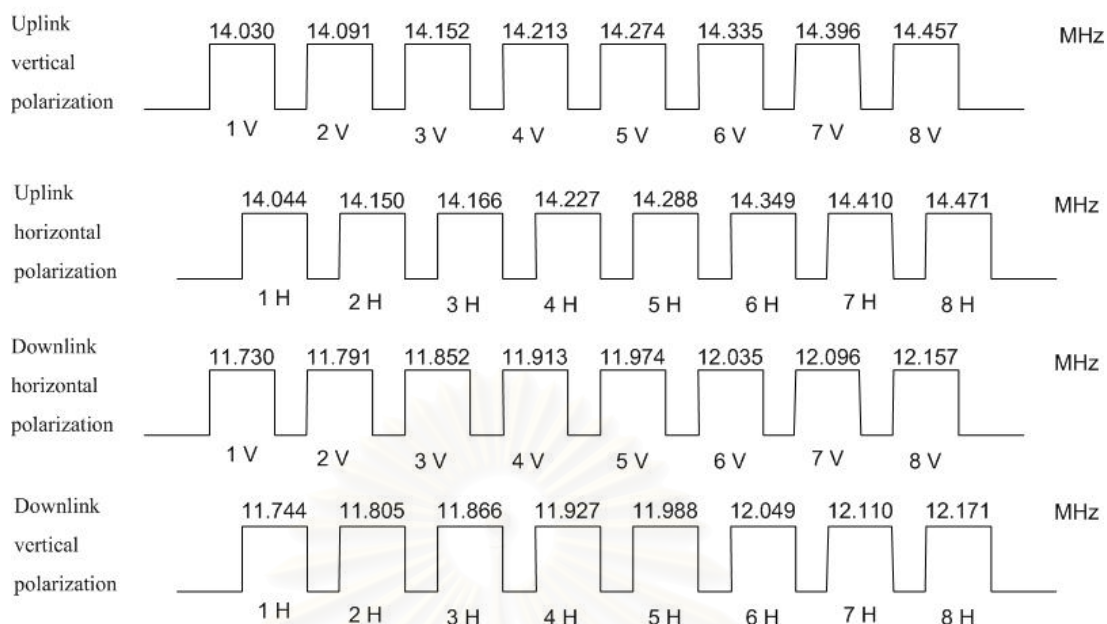 Uplink
vertical
polarization
14.030 14.091 14.152 14.213 14.274 14.335 14.396 14.457 MHz
1 V 2 V 3 V 4 V 5 V 6 V 7 V 8 V
Uplink
horizontal
polarization
14.044 14.150 14.166 14.227 14.288 14.349 14.410 14.471 MHz
1 H 2 H 3 H 4 H 5 H 6 H 7 H 8 H
Downlink
horizontal
polarization
11.730 11.791 11.852 11.913 11.974 12.035 12.096 12.157 MHz
1 V 2 V 3 V 4 V 5 V 6 V 7 V 8 V
Downlink
vertical
polarization
11.744 11.805 11.866 11.927 11.988 12.049 12.110 12.171 MHz
1 H 2 H 3 H 4 H 5 H 6 H 7 H 8 H